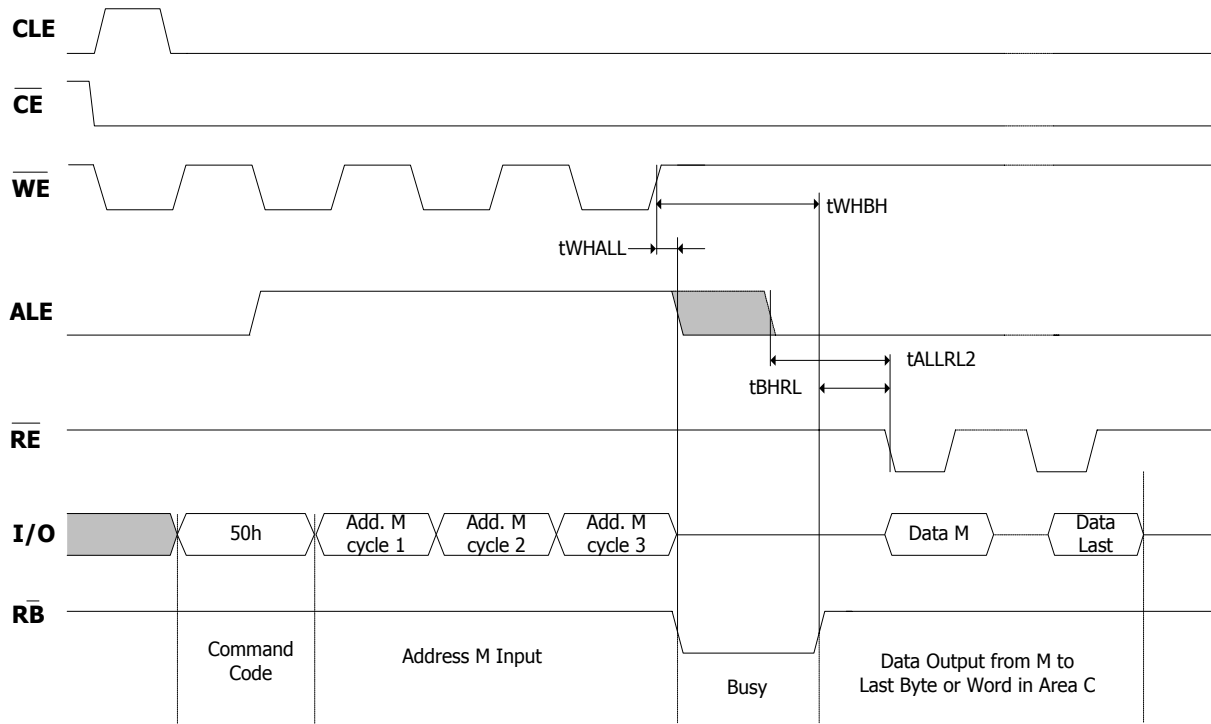 CLE
CE
WE
tWHBH
tWHALL
ALE
tALLRL2
tBHRL
RE
I/O
50h
Add. M
cycle 1
Add. M
cycle 2
Add. M
cycle 3
Data M
Data
Last
RB
Command
Code
Address M Input
Busy
Data Output from M to
Last Byte or Word in Area C